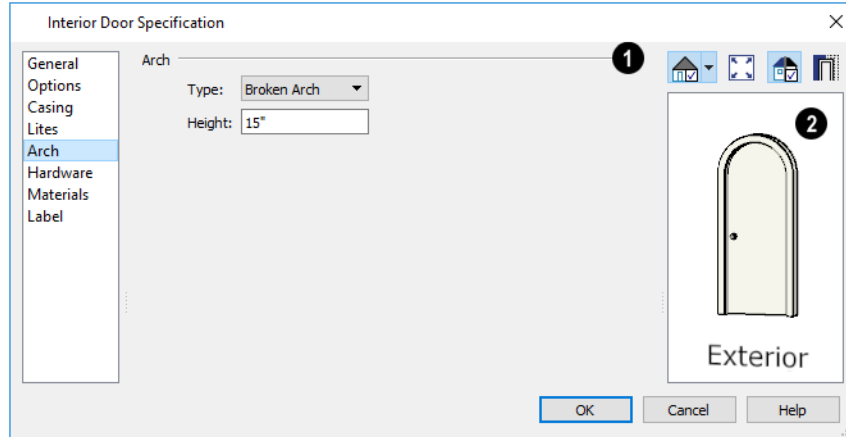 Interior Door Specification
General
Options
Casing
Lites
Arch
Hardware
Materials
Label
Arch
Type: Broken Arch
Height: 15"
1
2
Exterior
OK Cancel Help